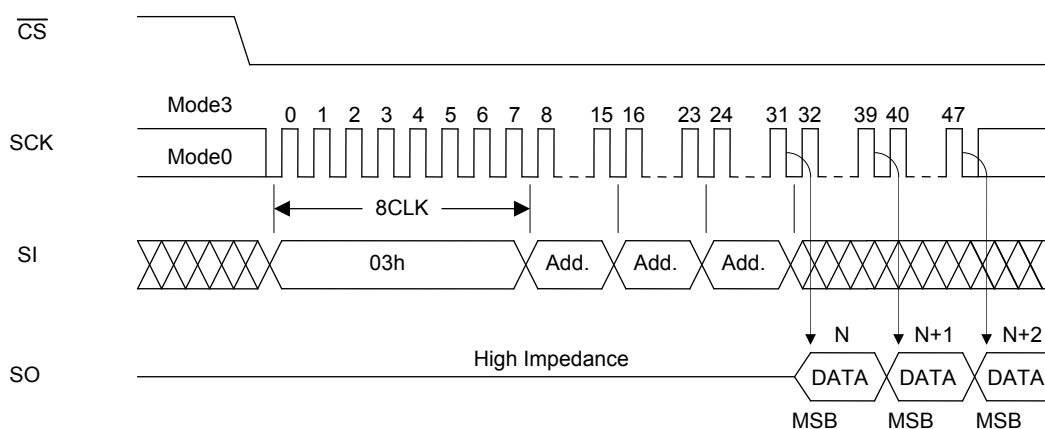 CS
Mode3
0 1 2 3 4 5 6 7 8 15 16 23 24 31 32 39 40 47
SCK
Mode0
8CLK
SI
03h Add. Add. Add.
N N+1 N+2
High Impedance
SO
DATA DATA DATA
MSB MSB MSB